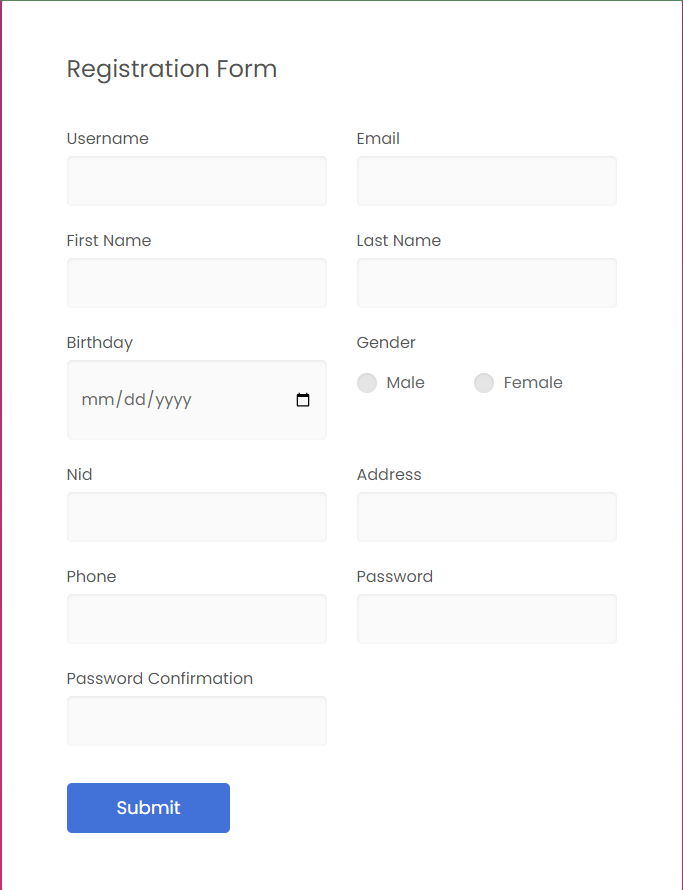 Registration Form
Username Email
First Name Last Name
Birthday Gender
mm/dd/yyyy Male Female
Nid Address
Phone Password
Password Confirmation
Submit